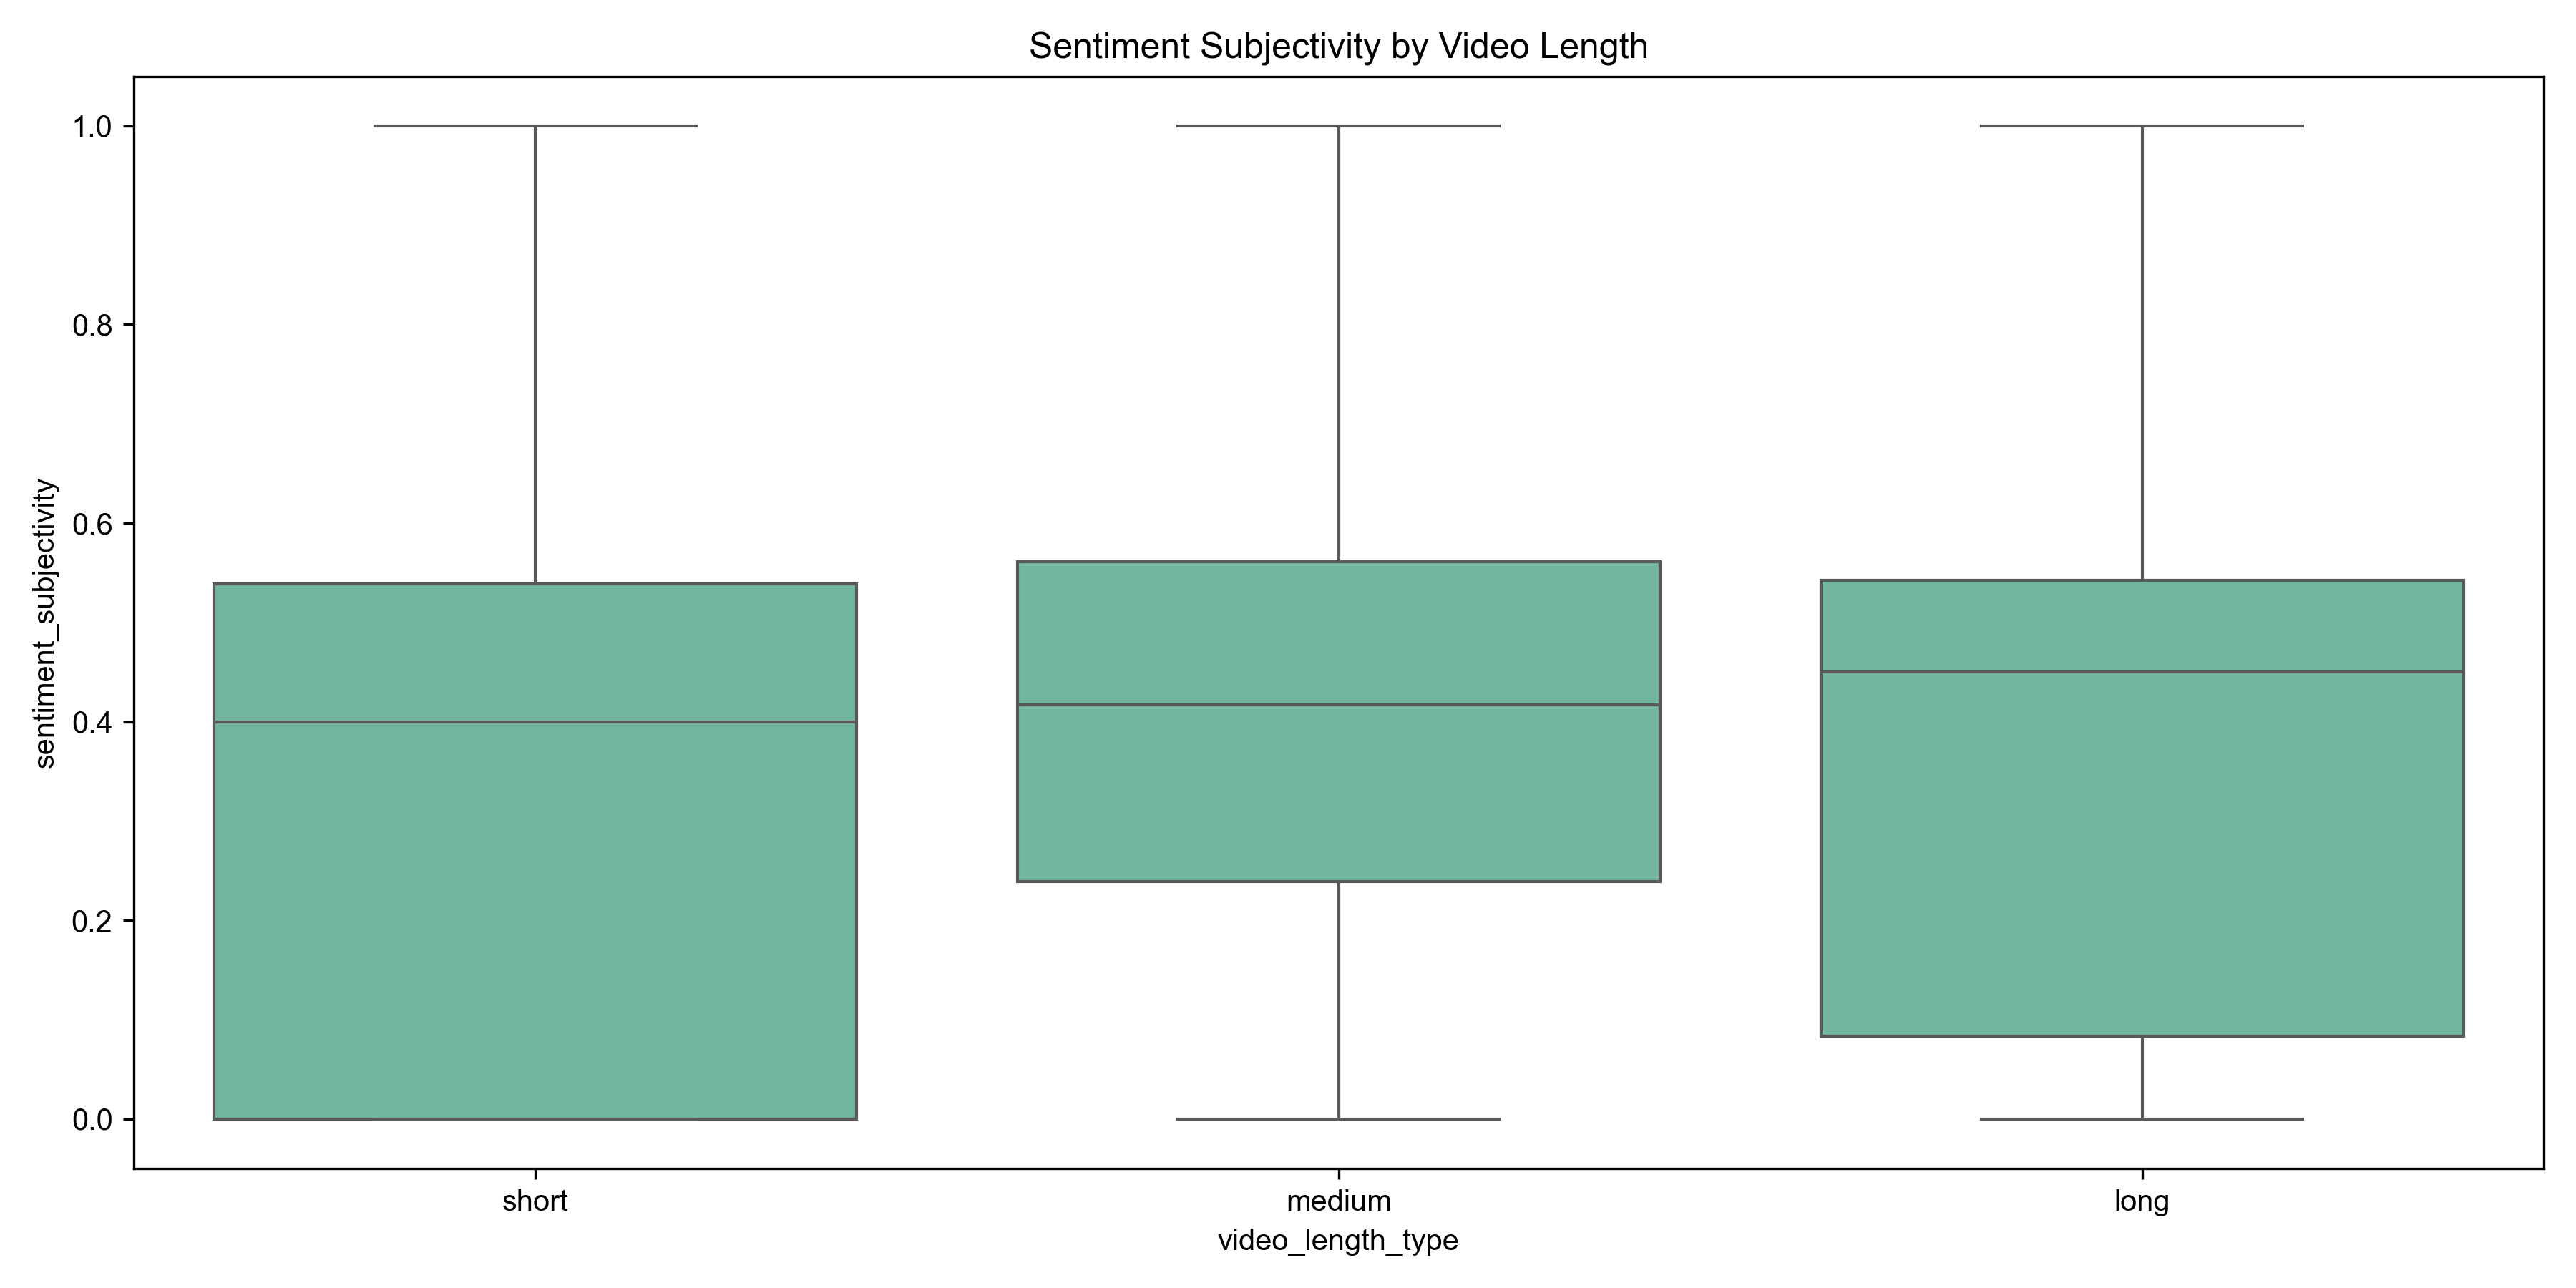 Sentiment Subjectivity by Video Length
1.0
0.8
0.6
0.4
0.2
0.0
sentiment_subjectivity
short
medium
long
video_length_type